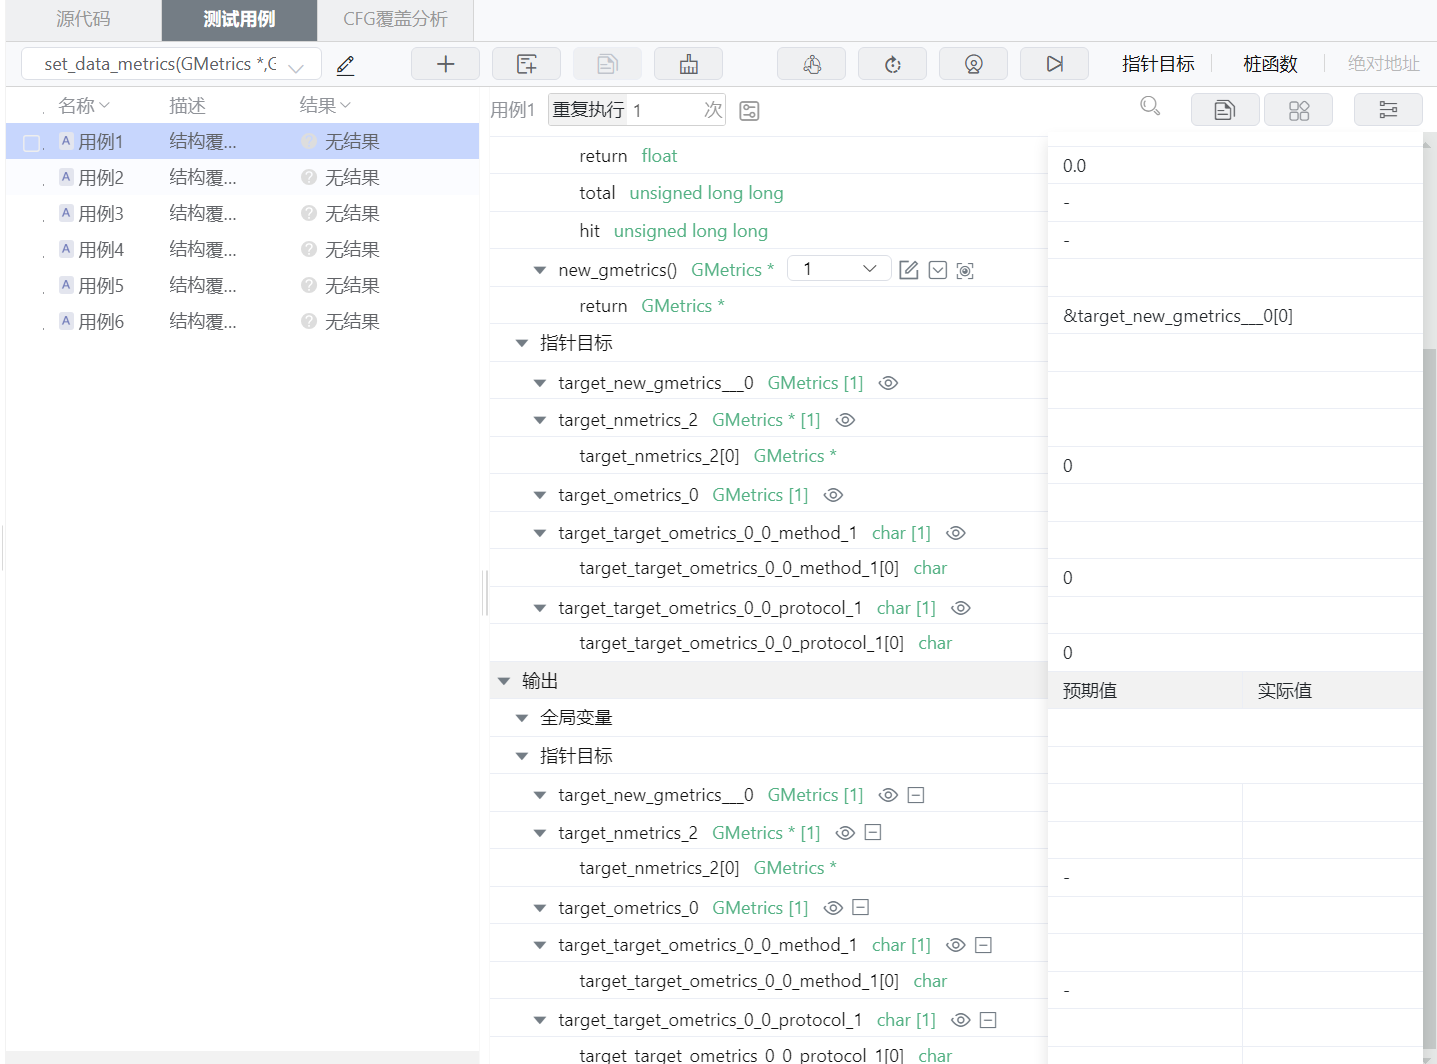 源代码 测试用例 CFG覆盖分析
set_data_metrics(GMetrics *,G 指针目标 桩函数 绝对地址
名称 描述 结果 用例1 重复执行 1 次
A 用例1 结构覆... ? 无结果
A 用例2 结构覆... ? 无结果
A 用例3 结构覆... ? 无结果
A 用例4 结构覆... ? 无结果
A 用例5 结构覆... ? 无结果
A 用例6 结构覆... ? 无结果
return float 0.0
total unsigned long long -
hit unsigned long long -
new_gmetrics() GMetrics * 1
return GMetrics * &target_new_gmetrics___0[0]
指针目标
target_new_gmetrics___0 GMetrics [1]
target_nmetrics_2 GMetrics * [1]
target_nmetrics_2[0] GMetrics * 0
target_ometrics_0 GMetrics [1]
target_target_ometrics_0_0_method_1 char [1]
target_target_ometrics_0_0_method_1[0] char 0
target_target_ometrics_0_0_protocol_1 char [1]
target_target_ometrics_0_0_protocol_1[0] char 0
输出 预期值 实际值
全局变量
指针目标
target_new_gmetrics___0 GMetrics [1]
target_nmetrics_2 GMetrics * [1]
target_nmetrics_2[0] GMetrics * -
target_ometrics_0 GMetrics [1]
target_target_ometrics_0_0_method_1 char [1]
target_target_ometrics_0_0_method_1[0] char -
target_target_ometrics_0_0_protocol_1 char [1]
target_target_ometrics_0_0_protocol_1[0] char